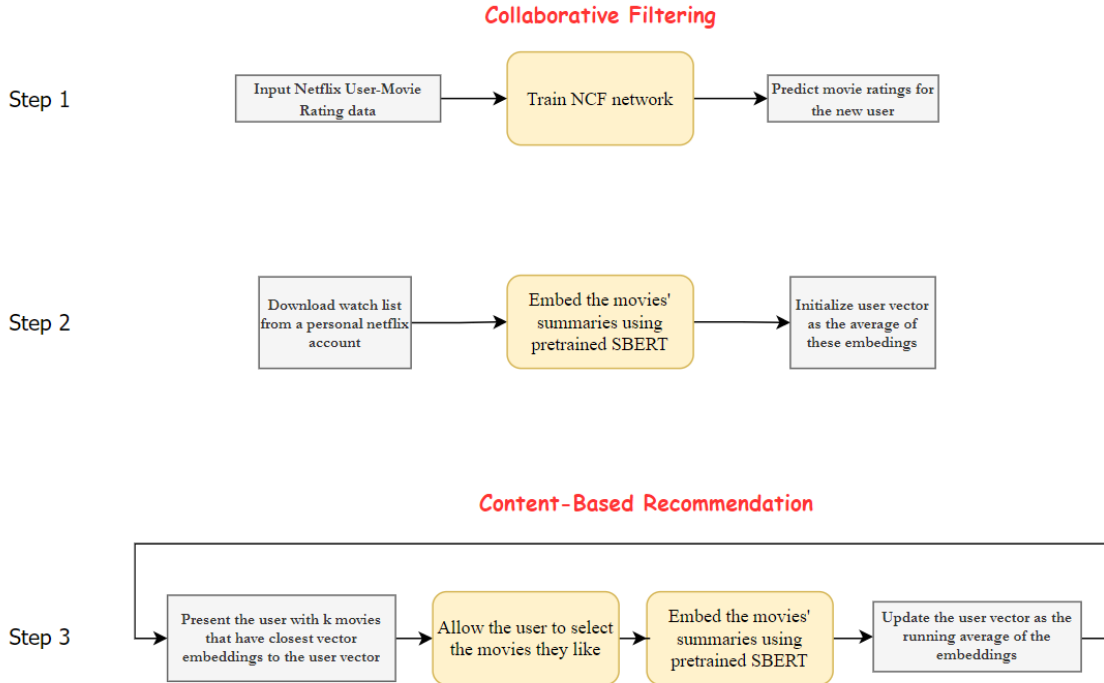 Collaborative Filtering
Step 1
Input Netflix User-Movie
Rating data
Train NCF network
Predict movie ratings for
the new user
Step 2
Download watch list
from a personal netflix
account
Embed the movies'
summaries using
pretrained SBERT
Initialize user vector
as the average of
these embedings
Content-Based Recommendation
Step 3
Present the user with k movies
that have closest vector
embeddings to the user vector
Allow the user to select
the movies they like
Embed the movies'
summaries using
pretrained SBERT
Update the user vector as the
running average of the
embeddings